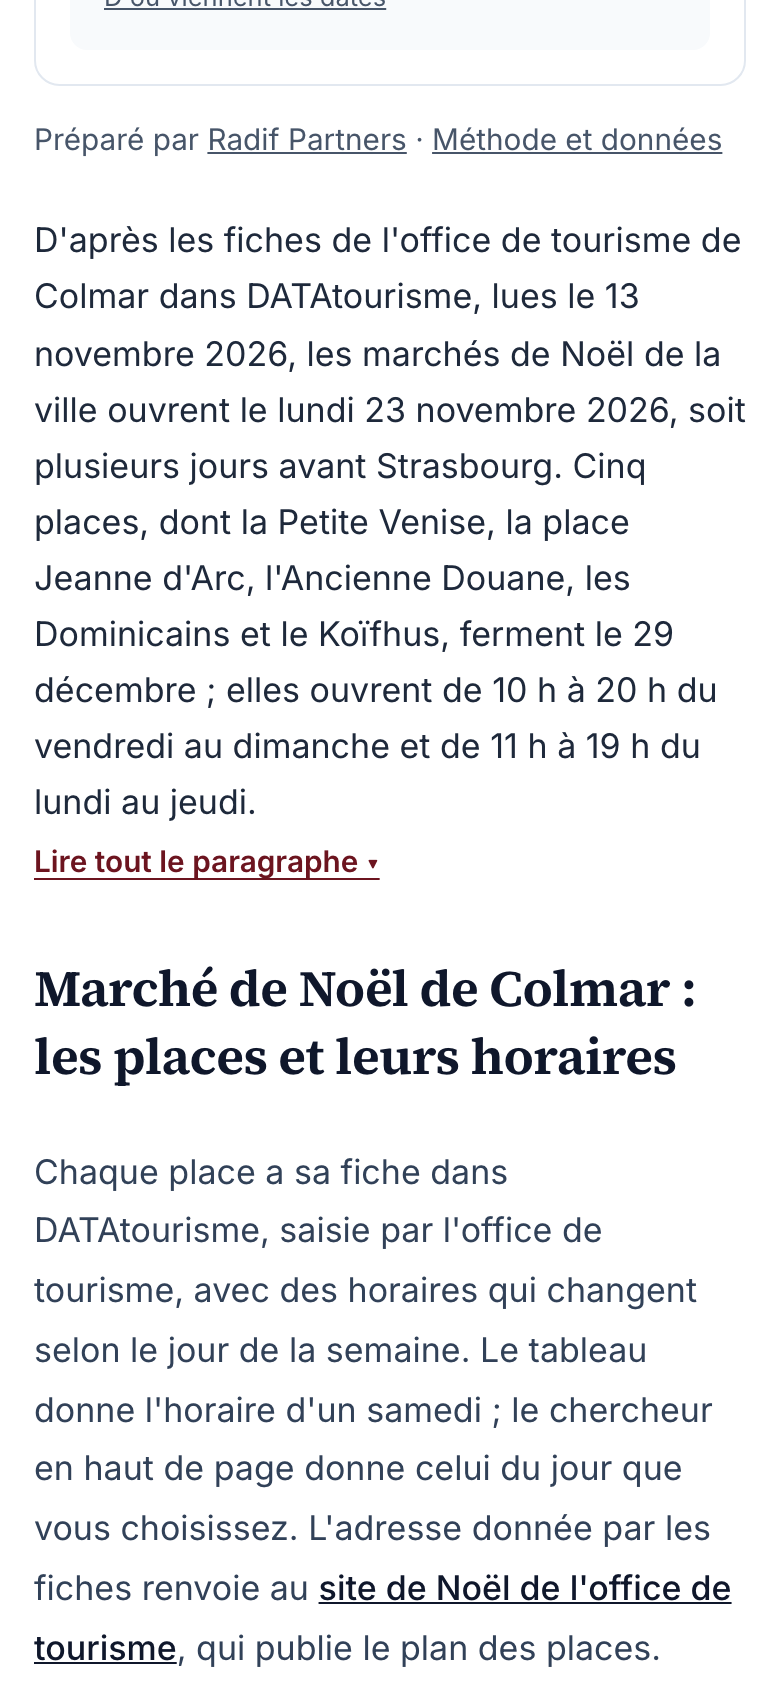 D'où viennent les dates
Préparé par Radif Partners · Méthode et données
D'après les fiches de l'office de tourisme de
Colmar dans DATAtourisme, lues le 13
novembre 2026, les marchés de Noël de la
ville ouvrent le lundi 23 novembre 2026, soit
plusieurs jours avant Strasbourg. Cinq
places, dont la Petite Venise, la place
Jeanne d'Arc, l'Ancienne Douane, les
Dominicains et le Koïfhus, ferment le 29
décembre ; elles ouvrent de 10 h à 20 h du
vendredi au dimanche et de 11 h à 19 h du
lundi au jeudi.
Lire tout le paragraphe ▾
Marché de Noël de Colmar :
les places et leurs horaires
Chaque place a sa fiche dans
DATAtourisme, saisie par l'office de
tourisme, avec des horaires qui changent
selon le jour de la semaine. Le tableau
donne l'horaire d'un samedi ; le chercheur
en haut de page donne celui du jour que
vous choisissez. L'adresse donnée par les
fiches renvoie au site de Noël de l'office de
tourisme, qui publie le plan des places.